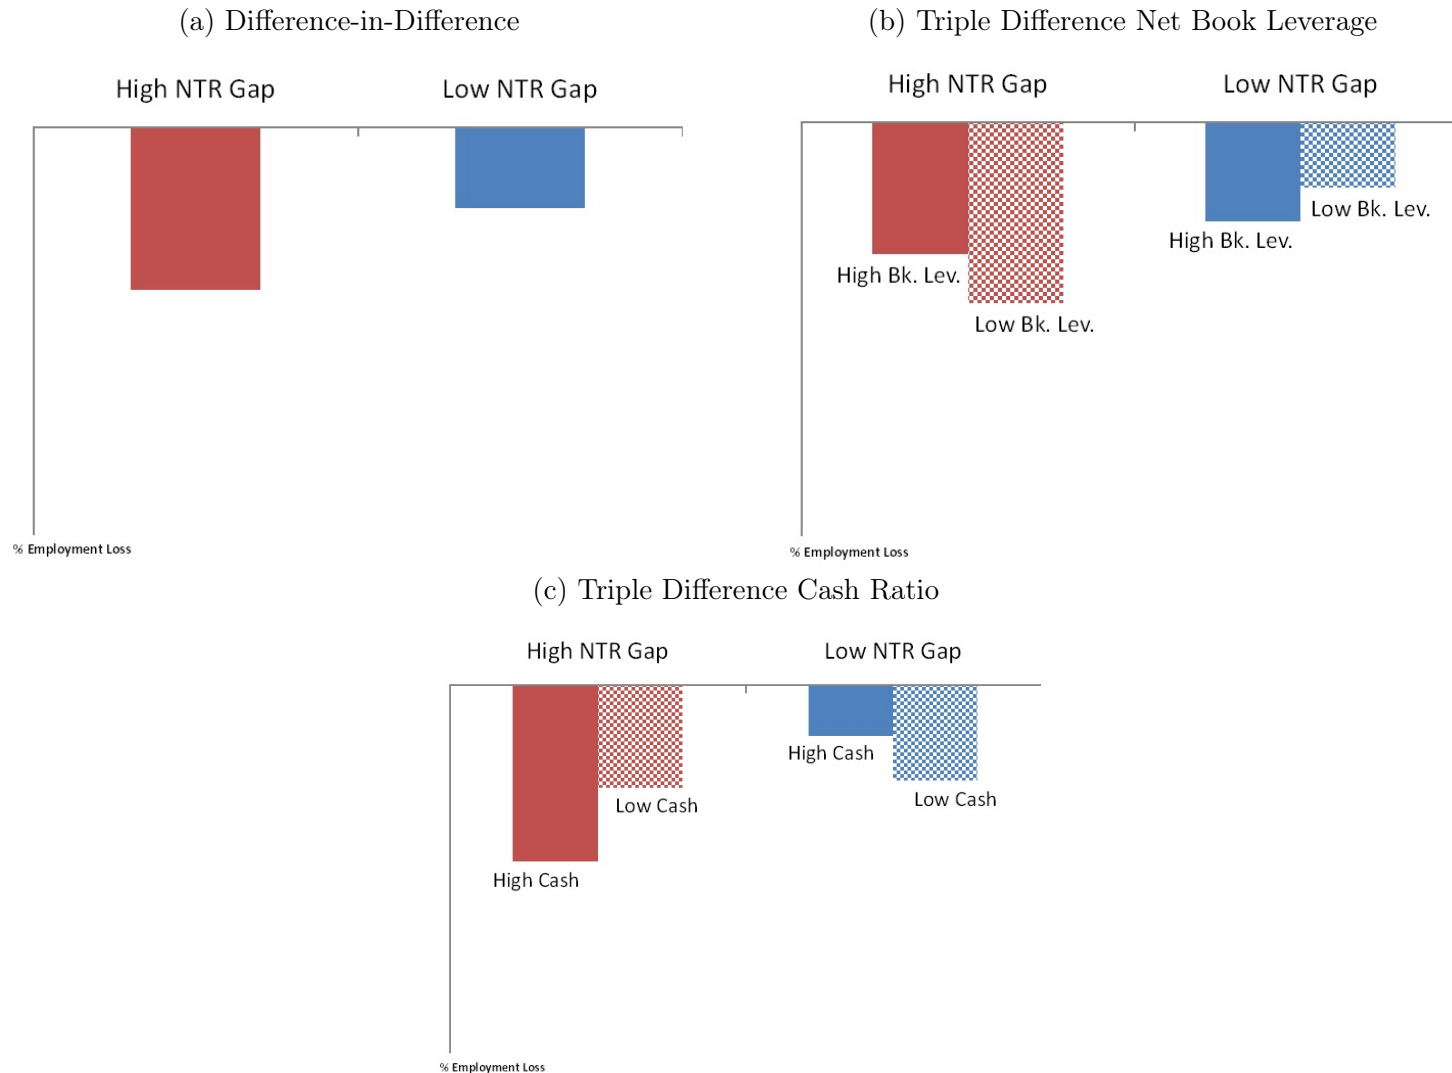 (a) Difference-in-Difference
High NTR Gap
Low NTR Gap
% Employment Loss
(b) Triple Difference Net Book Leverage
High NTR Gap
Low NTR Gap
High Bk. Lev.
Low Bk. Lev.
High Bk. Lev.
Low Bk. Lev.
% Employment Loss
(c) Triple Difference Cash Ratio
High NTR Gap
Low NTR Gap
High Cash
Low Cash
High Cash
Low Cash
% Employment Loss